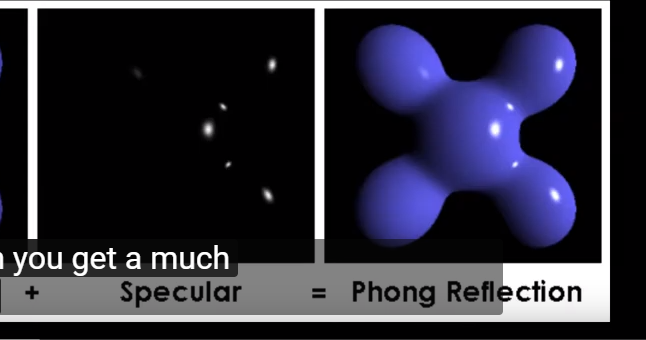 you get a much
+ Specular = Phong Reflection